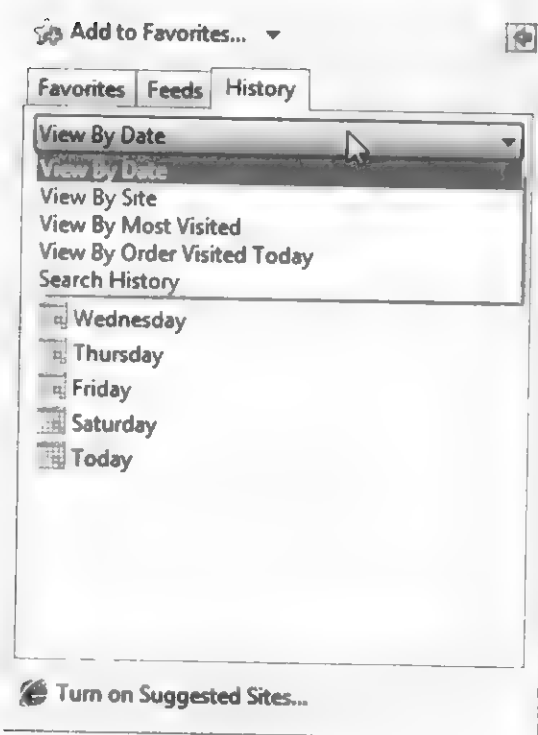 Add to Favorites...
Favorites Feeds History
View By Date
View By Date
View By Site
View By Most Visited
View By Order Visited Today
Search History
Wednesday
Thursday
Friday
Saturday
Today
Turn on Suggested Sites...